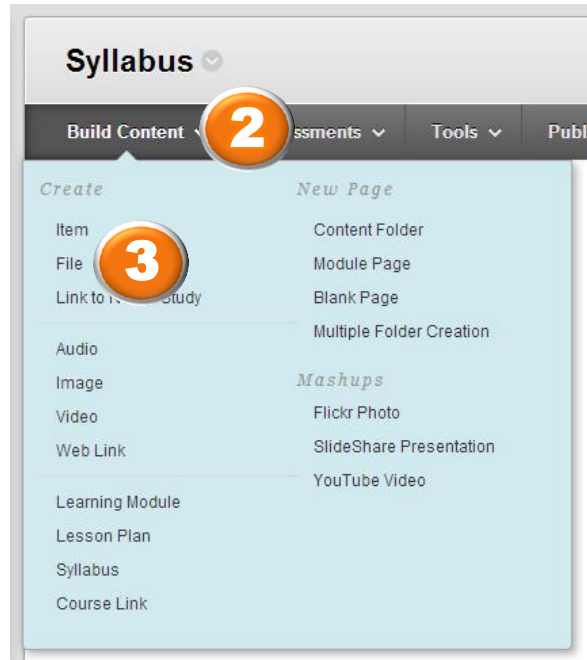 Syllabus
Build Content 2 ssments Tools Publ
Create
Item
File 3
Link to Study
Audio
Image
Video
Web Link
Learning Module
Lesson Plan
Syllabus
Course Link
New Page
Content Folder
Module Page
Blank Page
Multiple Folder Creation
Mashups
Flickr Photo
SlideShare Presentation
YouTube Video